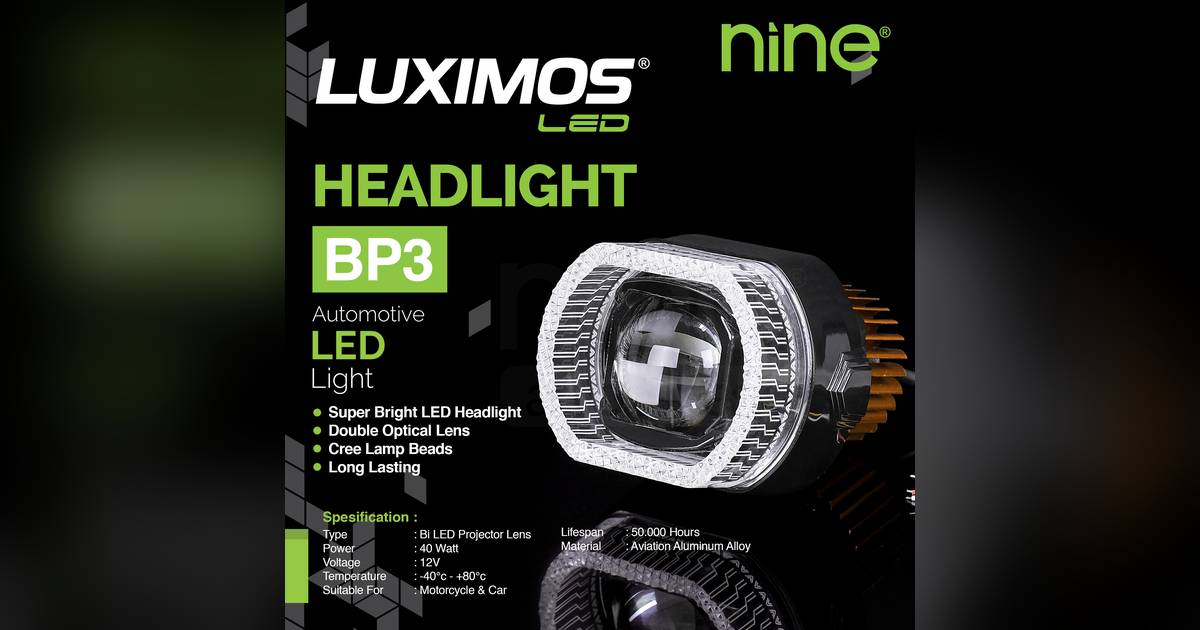 nine®
LUXIMOS®
LED
HEADLIGHT
BP3
Automotive
LED
Light
Super Bright LED Headlight
Double Optical Lens
Cree Lamp Beads
Long Lasting
Spesification :
Type : Bi LED Projector Lens
Power : 40 Watt
Voltage : 12V
Temperature : -40°c - +80°c
Suitable For : Motorcycle & Car
Lifespan : 50.000 Hours
Material : Aviation Aluminum Alloy